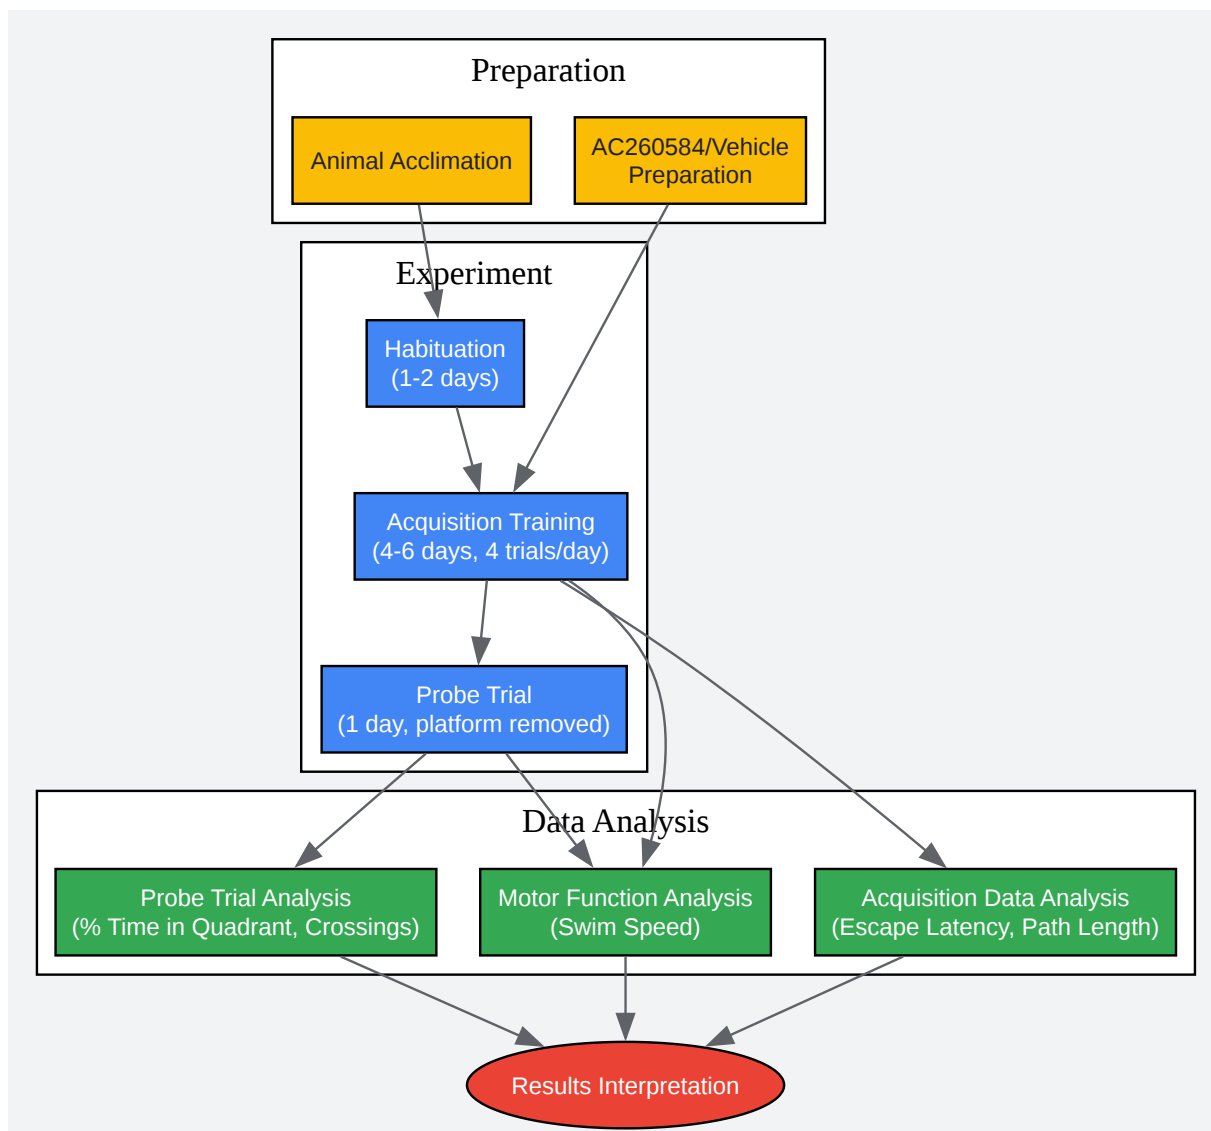 Preparation
Animal Acclimation
AC260584/Vehicle
Preparation
Experiment
Habituation
(1-2 days)
Acquisition Training
(4-6 days, 4 trials/day)
Probe Trial
(1 day, platform removed)
Data Analysis
Probe Trial Analysis
(% Time in Quadrant, Crossings)
Motor Function Analysis
(Swim Speed)
Acquisition Data Analysis
(Escape Latency, Path Length)
Results Interpretation